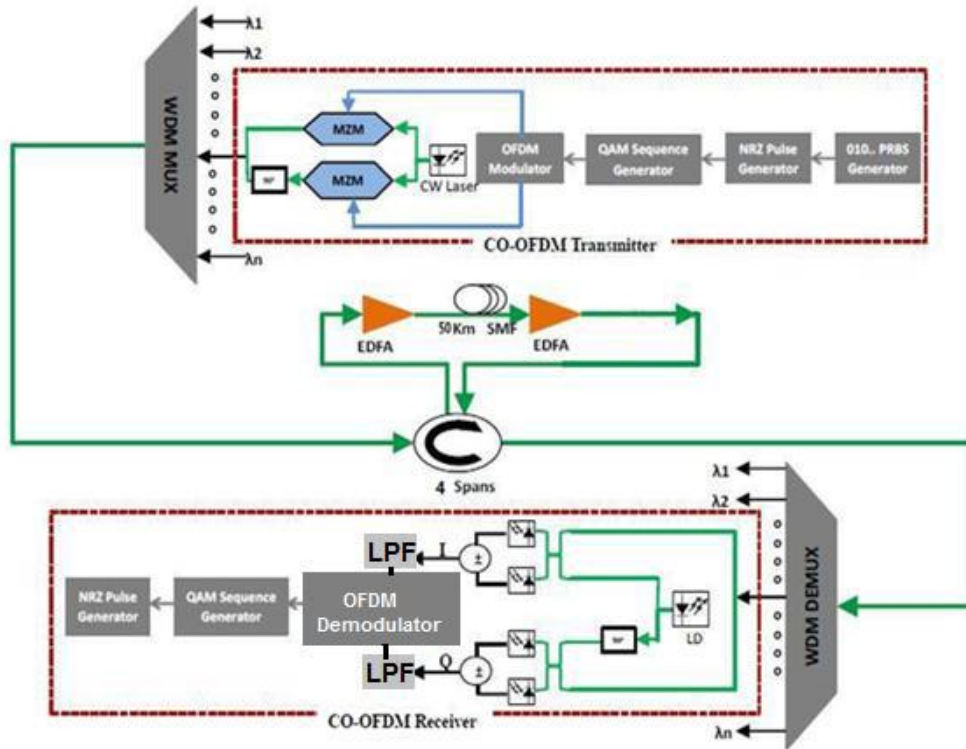 λ1
λ2
WDM MUX
λn
MZM
MZM
90°
CW Laser
OFDM
Modulator
QAM Sequence
Generator
NRZ Pulse
Generator
010.. PRBS
Generator
CO-OFDM Transmitter
EDFA
50Km SMF
EDFA
4 Spans
λ1
λ2
WDM DEMUX
λn
NRZ Pulse
Generator
QAM Sequence
Generator
LPF
I
±
OFDM
Demodulator
LPF
Q
±
90°
LD
CO-OFDM Receiver